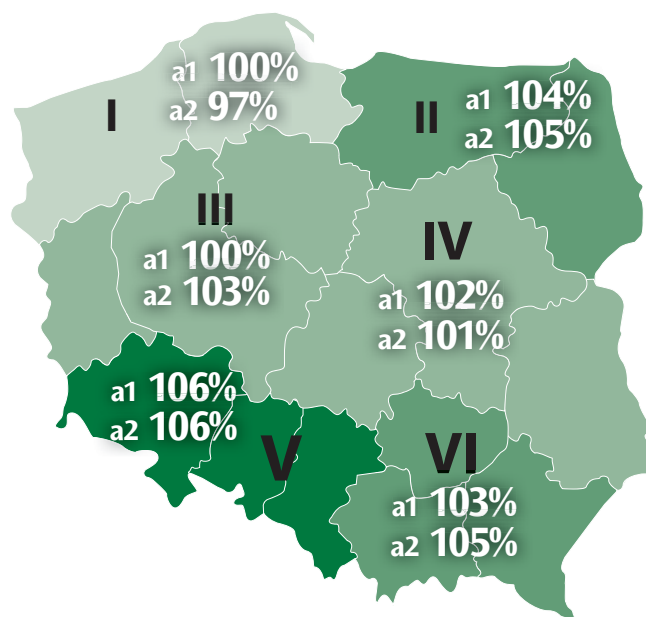 I
a1 100%
a2 97%
II
a1 104%
a2 105%
III
a1 100%
a2 103%
IV
a1 102%
a2 101%
V
a1 106%
a2 106%
VI
a1 103%
a2 105%